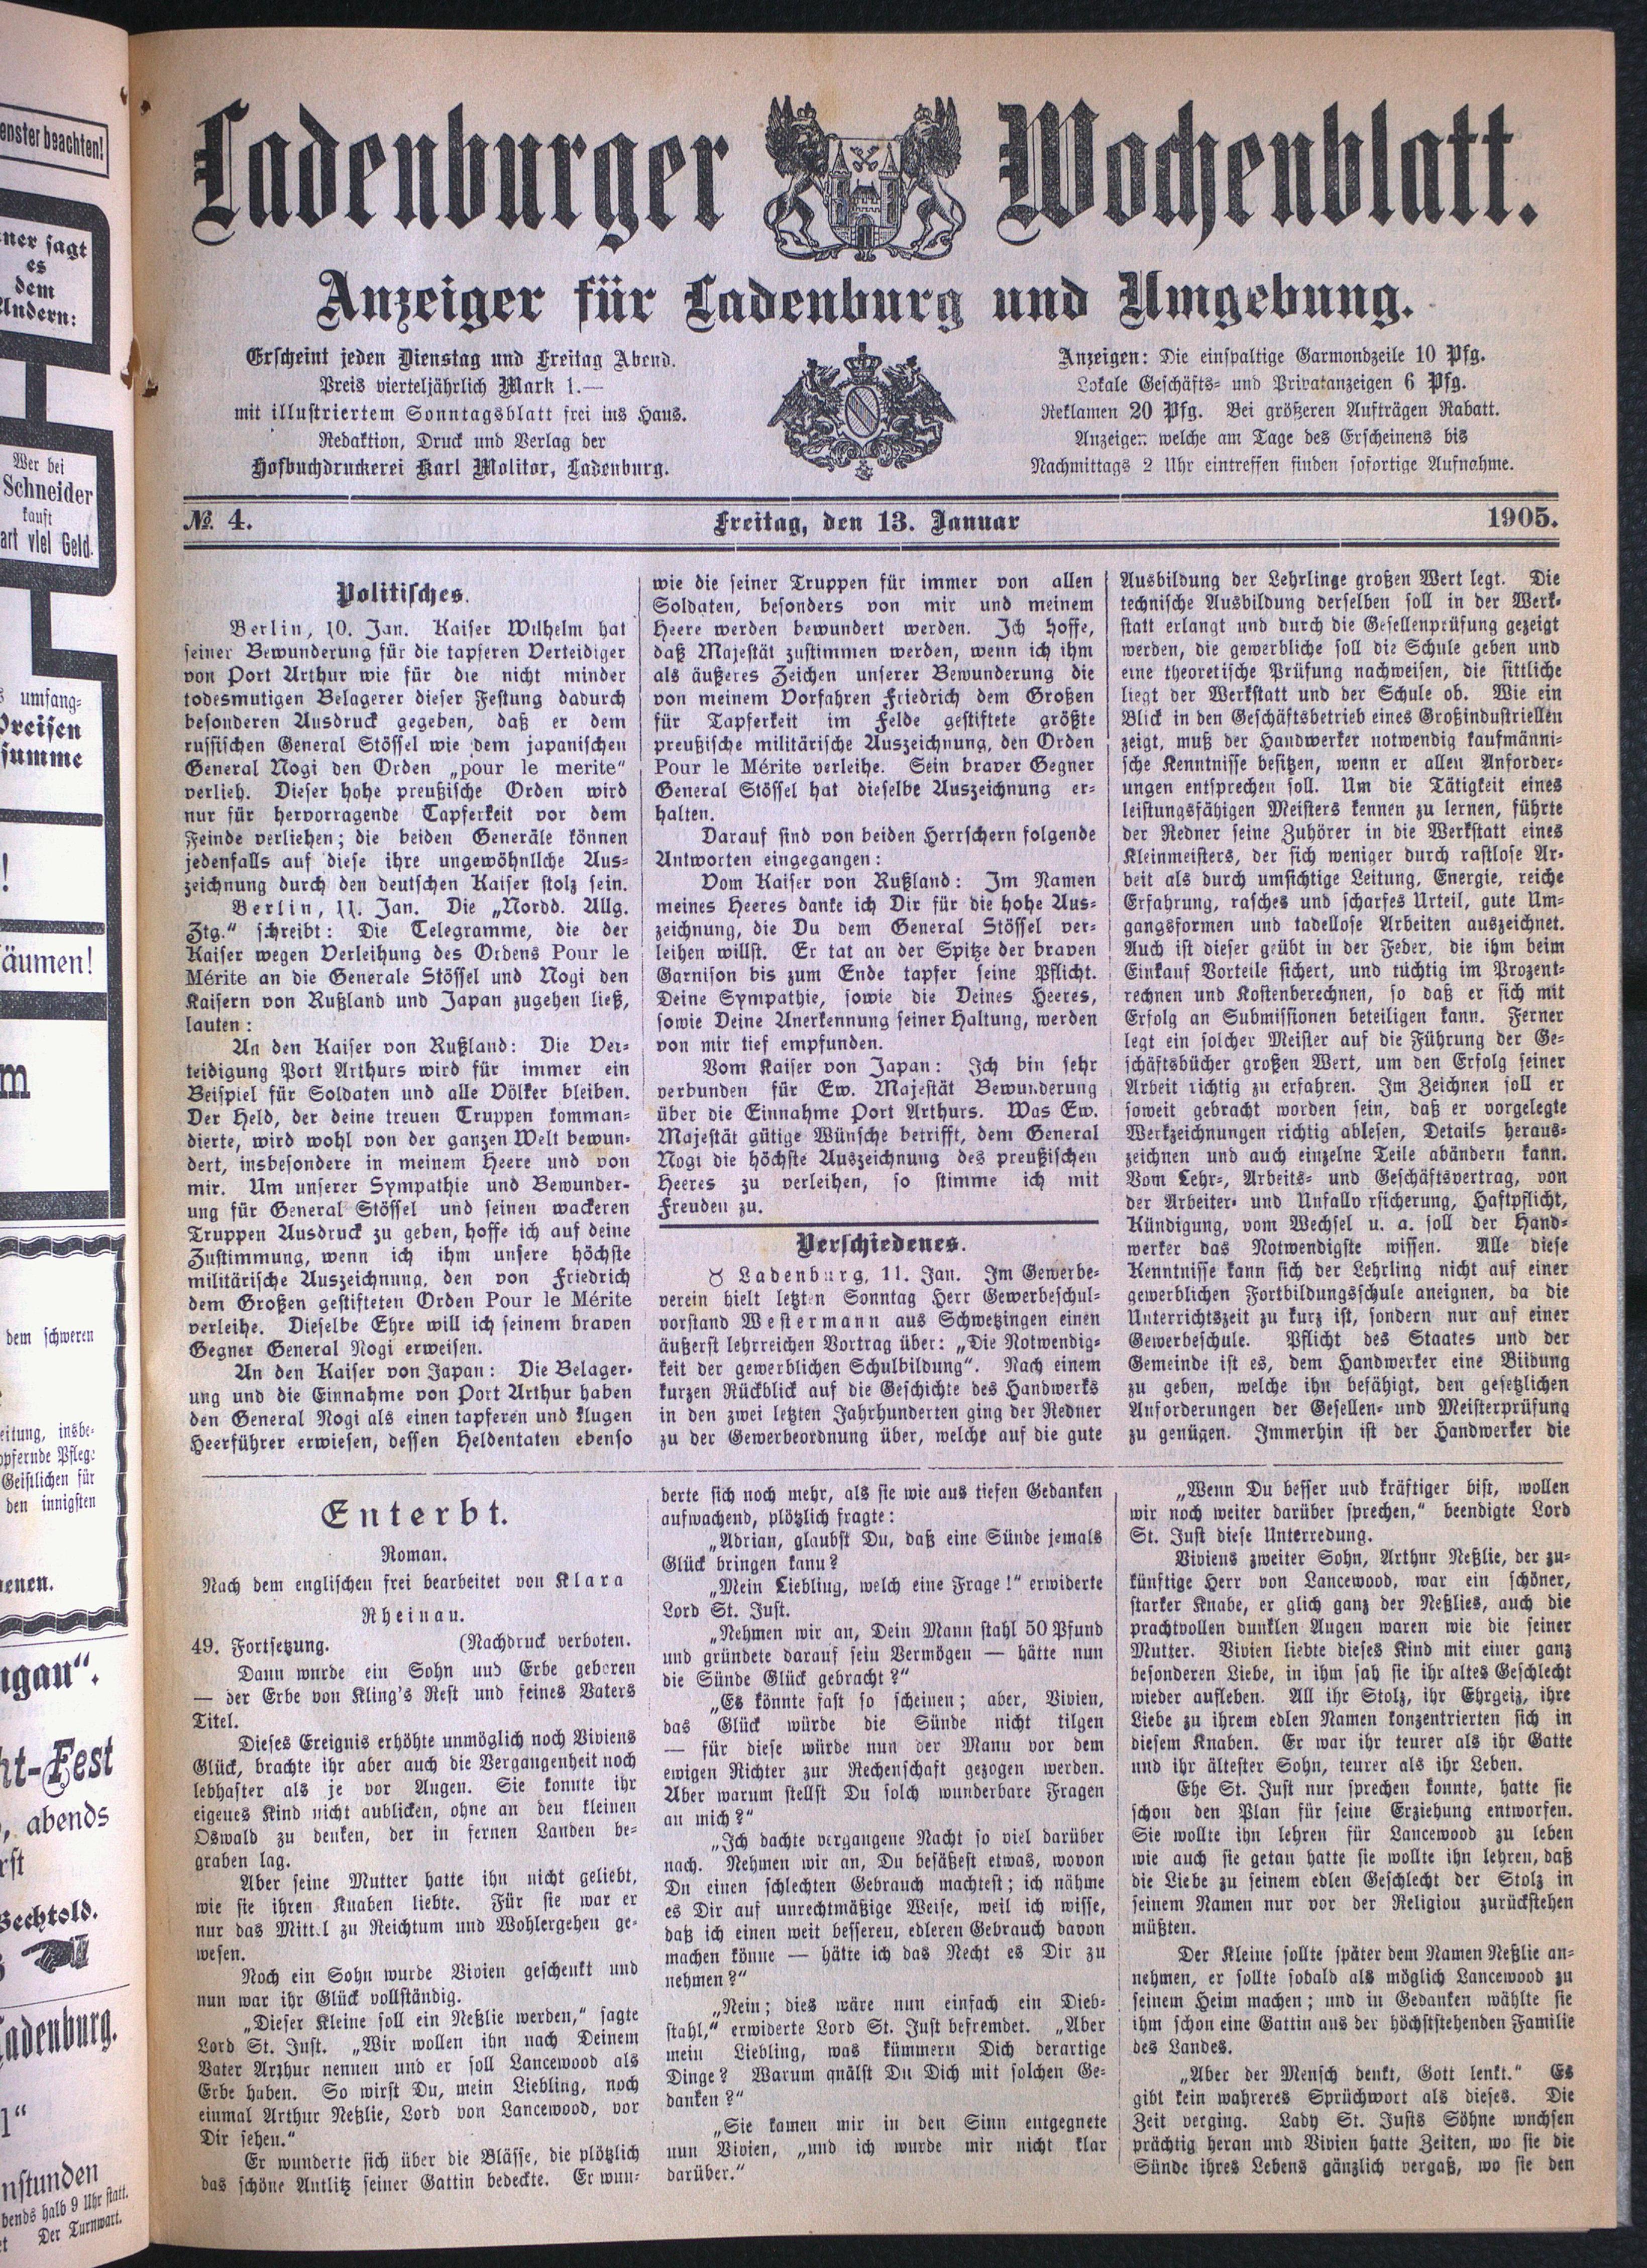 Ladenburger Wochenblatt.
Anzeiger für Ladenburg und Umgebung.
Erscheint jeden Dienstag und Freitag Abend.
Preis vierteljährlich Mark 1.—
mit illustriertem Sonntagsblatt frei ins Haus.
Redaktion, Druck und Verlag der
Hofbuchdruckerei Karl Molitor, Ladenburg.
Anzeigen: Die einspaltige Garmondzeile 10 Pfg.
Lokale Geschäfts- und Privatanzeigen 6 Pfg.
Reklamen 20 Pfg. Bei größeren Aufträgen Rabatt.
Anzeigen welche am Tage des Erscheinens bis
Nachmittags 2 Uhr eintreffen finden sofortige Aufnahme.
№ 4.
Freitag, den 13. Januar
1905.
Politisches.
Berlin, 10. Jan. Kaiser Wilhelm hat
seiner Bewunderung für die tapferen Verteidiger
von Port Arthur wie für die nicht minder
todesmutigen Belagerer dieser Festung dadurch
besonderen Ausdruck gegeben, daß er dem
russischen General Stössel wie dem japanischen
General Nogi den Orden „pour le merite“
verlieh. Dieser hohe preußische Orden wird
nur für hervorragende Tapferkeit vor dem
Feinde verliehen; die beiden Generäle können
jedenfalls auf diese ihre ungewöhnllche Aus-
zeichnung durch den deutschen Kaiser stolz sein.
Berlin, 11. Jan. Die „Nordd. Allg.
Ztg.“ schreibt: Die Telegramme, die der
Kaiser wegen Verleihung des Ordens Pour le
Mérite an die Generale Stössel und Nogi den
Kaisern von Rußland und Japan zugehen ließ,
lauten:
An den Kaiser von Rußland: Die Ver-
teidigung Port Arthurs wird für immer ein
Beispiel für Soldaten und alle Völker bleiben.
Der Held, der deine treuen Truppen komman-
dierte, wird wohl von der ganzen Welt bewun-
dert, insbesondere in meinem Heere und von
mir. Um unserer Sympathie und Bewunder-
ung für General Stössel und seinen wackeren
Truppen Ausdruck zu geben, hoffe ich auf deine
Zustimmung, wenn ich ihm unsere höchste
militärische Auszeichnung, den von Friedrich
dem Großen gestifteten Orden Pour le Mérite
verleihe. Dieselbe Ehre will ich seinem braven
Gegner General Nogi erweisen.
An den Kaiser von Japan: Die Belager-
ung und die Einnahme von Port Arthur haben
den General Nogi als einen tapferen und klugen
Heerführer erwiesen, dessen Heldentaten ebenso
wie die seiner Truppen für immer von allen
Soldaten, besonders von mir und meinem
Heere werden bewundert werden. Ich hoffe,
daß Majestät zustimmen werden, wenn ich ihm
als äußeres Zeichen unserer Bewunderung die
von meinem Vorfahren Friedrich dem Großen
für Tapferkeit im Felde gestiftete größte
preußische militärische Auszeichnung, den Orden
Pour le Mérite verleihe. Sein braver Gegner
General Stössel hat dieselbe Auszeichnung er-
halten.
Darauf sind von beiden Herrschern folgende
Antworten eingegangen:
Vom Kaiser von Rußland: Im Namen
meines Heeres danke ich Dir für die hohe Aus-
zeichnung, die Du dem General Stössel ver-
leihen willst. Er tat an der Spitze der braven
Garnison bis zum Ende tapfer seine Pflicht.
Deine Sympathie, sowie die Deines Heeres,
sowie Deine Anerkennung seiner Haltung, werden
von mir tief empfunden.
Vom Kaiser von Japan: Ich bin sehr
verbunden für Ew. Majestät Bewunderung
über die Einnahme Port Arthurs. Was Ew.
Majestät gütige Wünsche betrifft, dem General
Nogi die höchste Auszeichnung des preußischen
Heeres zu verleihen, so stimme ich mit
Freuden zu.
Verschiedenes.
Ladenburg, 11. Jan. Im Gewerbe-
verein hielt letzten Sonntag Herr Gewerbeschul-
vorstand Westermann aus Schwetzingen einen
äußerst lehrreichen Vortrag über: „Die Notwendig-
keit der gewerblichen Schulbildung“. Nach einem
kurzen Rückblick auf die Geschichte des Handwerks
in den zwei letzten Jahrhunderten ging der Redner
zu der Gewerbeordnung über, welche auf die gute
Ausbildung der Lehrlinge großen Wert legt. Die
technische Ausbildung derselben soll in der Werk-
statt erlangt und durch die Gesellenprüfung gezeigt
werden, die gewerbliche soll die Schule geben und
eine theoretische Prüfung nachweisen, die sittliche
liegt der Werkstatt und der Schule ob. Wie ein
Blick in den Geschäftsbetrieb eines Großindustriellen
zeigt, muß der Handwerker notwendig kaufmänni-
sche Kenntnisse besitzen, wenn er allen Anforder-
ungen entsprechen soll. Um die Tätigkeit eines
leistungsfähigen Meisters kennen zu lernen, führte
der Redner seine Zuhörer in die Werkstatt eines
Kleinmeisters, der sich weniger durch rastlose Ar-
beit als durch umsichtige Leitung, Energie, reiche
Erfahrung, rasches und scharfes Urteil, gute Um-
gangsformen und tadellose Arbeiten auszeichnet.
Auch ist dieser geübt in der Feder, die ihm beim
Einkauf Vorteile sichert, und tüchtig im Prozent-
rechnen und Kostenberechnen, so daß er sich mit
Erfolg an Submissionen beteiligen kann. Ferner
legt ein solcher Meister auf die Führung der Ge-
schäftsbücher großen Wert, um den Erfolg seiner
Arbeit richtig zu erfahren. Im Zeichnen soll er
soweit gebracht worden sein, daß er vorgelegte
Werkzeichnungen richtig ablesen, Details heraus-
zeichnen und auch einzelne Teile abändern kann.
Vom Lehr-, Arbeits- und Geschäftsvertrag, von
der Arbeiter- und Unfallv rsicherung, Haftpflicht,
Kündigung, vom Wechsel u. a. soll der Hand-
werker das Notwendigste wissen. Alle diese
Kenntnisse kann sich der Lehrling nicht auf einer
gewerblichen Fortbildungsschule aneignen, da die
Unterrichtszeit zu kurz ist, sondern nur auf einer
Gewerbeschule. Pflicht des Staates und der
Gemeinde ist es, dem Handwerker eine Bildung
zu geben, welche ihn befähigt, den gesetzlichen
Anforderungen der Gesellen- und Meisterprüfung
zu genügen. Immerhin ist der Handwerker die
Enterbt.
Roman.
Nach dem englischen frei bearbeitet von Klara
Rheinau.
49. Fortsetzung. (Nachdruck verboten.
Dann wurde ein Sohn und Erbe geboren
— der Erbe von Kling's Rest und seines Vaters
Titel.
Dieses Ereignis erhöhte unmöglich noch Viviens
Glück, brachte ihr aber auch die Vergangenheit noch
lebhafter als je vor Augen. Sie konnte ihr
eigenes Kind nicht anblicken, ohne an den kleinen
Oswald zu denken, der in fernen Landen be-
graben lag.
Aber seine Mutter hatte ihn nicht geliebt,
wie sie ihren Knaben liebte. Für sie war er
nur das Mittel zu Reichtum und Wohlergehen ge-
wesen.
Noch ein Sohn wurde Vivien geschenkt und
nun war ihr Glück vollständig.
„Dieser Kleine soll ein Neßlie werden,“ sagte
Lord St. Just. „Wir wollen ihn nach Deinem
Vater Arthur nennen und er soll Lancewood als
Erbe haben. So wirst Du, mein Liebling, noch
einmal Arthur Neßlie, Lord von Lancewood, vor
Dir sehen.“
Er wunderte sich über die Blässe, die plötzlich
das schöne Antlitz seiner Gattin bedeckte. Er wun-
derte sich noch mehr, als sie wie aus tiefen Gedanken
aufwachend, plötzlich fragte:
„Adrian, glaubst Du, daß eine Sünde jemals
Glück bringen kann?
„Mein Liebling, welch eine Frage!“ erwiderte
Lord St. Just.
„Nehmen wir an, Dein Mann stahl 50 Pfund
und gründete darauf sein Vermögen — hätte nun
die Sünde Glück gebracht?“
„Es könnte fast so scheinen; aber, Vivien,
das Glück würde die Sünde nicht tilgen
— für diese würde nun der Mann vor dem
ewigen Richter zur Rechenschaft gezogen werden.
Aber warum stellst Du solch wunderbare Fragen
an mich?“
„Ich dachte vergangene Nacht so viel darüber
nach. Nehmen wir an, Du besäßest etwas, wovon
Du einen schlechten Gebrauch machtest; ich nähme
es Dir auf unrechtmäßige Weise, weil ich wisse,
daß ich einen weit besseren, edleren Gebrauch davon
machen könne — hätte ich das Recht es Dir zu
nehmen?“
„Nein; dies wäre nun einfach ein Dieb-
stahl,“ erwiderte Lord St. Just befremdet. „Aber
mein Liebling, was kümmern Dich derartige
Dinge? Warum quälst Du Dich mit solchen Ge-
danken?“
„Sie kamen mir in den Sinn entgegnete
nun Vivien, „und ich wurde mir nicht klar
darüber.“
„Wenn Du besser und kräftiger bist, wollen
wir noch weiter darüber sprechen,“ beendigte Lord
St. Just diese Unterredung.
Viviens zweiter Sohn, Arthur Neßlie, der zu-
künftige Herr von Lancewood, war ein schöner,
starker Knabe, er glich ganz der Neßlies, auch die
prachtvollen dunklen Augen waren wie die seiner
Mutter. Vivien liebte dieses Kind mit einer ganz
besonderen Liebe, in ihm sah sie ihr altes Geschlecht
wieder aufleben. All ihr Stolz, ihr Ehrgeiz, ihre
Liebe zu ihrem edlen Namen konzentrierten sich in
diesem Knaben. Er war ihr teurer als ihr Gatte
und ihr ältester Sohn, teurer als ihr Leben.
Ehe St. Just nur sprechen konnte, hatte sie
schon den Plan für seine Erziehung entworfen.
Sie wollte ihn lehren für Lancewood zu leben
wie auch sie getan hatte sie wollte ihn lehren, daß
die Liebe zu seinem edlen Geschlecht der Stolz in
seinem Namen nur vor der Religion zurückstehen
müßten.
Der Kleine sollte später dem Namen Neßlie an-
nehmen, er sollte sobald als möglich Lancewood zu
seinem Heim machen; und in Gedanken wählte sie
ihm schon eine Gattin aus der höchststehenden Familie
des Landes.
„Aber der Mensch denkt, Gott lenkt.“ Es
gibt kein wahreres Sprüchwort als dieses. Die
Zeit verging. Lady St. Justs Söhne wuchsen
prächtig heran und Vivien hatte Zeiten, wo sie die
Sünde ihres Lebens gänzlich vergaß, wo sie den
enster beachten!
ner sagt
es
dem
Andern:
Wer bei
Schneider
kauft
art viel Geld.
umfang-
Preisen
summe
!
äumen!
m
dem schweren
eitung, insbe-
opfernde Pflege
Geistlichen für
den innigsten
enen.
ngau“.
ht-Fest
, abends
rst
Bechtold.
Ladenburg.
l“
nstunden
bends halb 9 Uhr statt.
Der Turnwart.